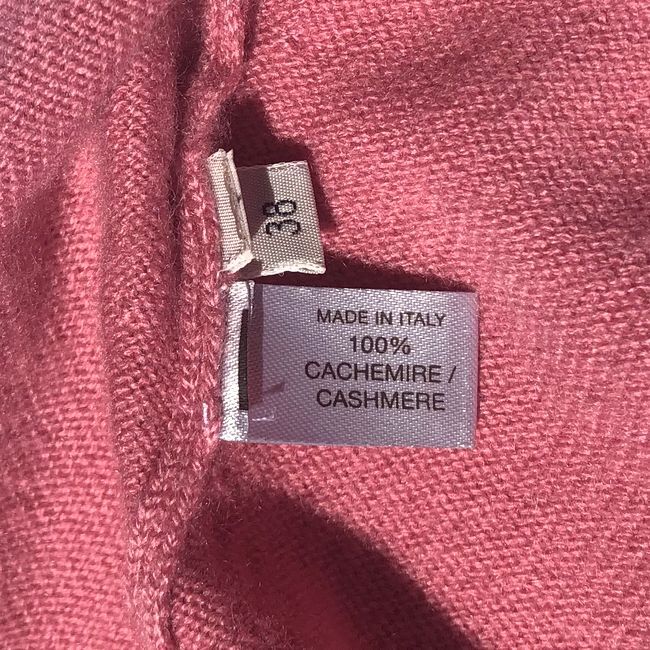 38
MADE IN ITALY
100%
CACHEMIRE /
CASHMERE